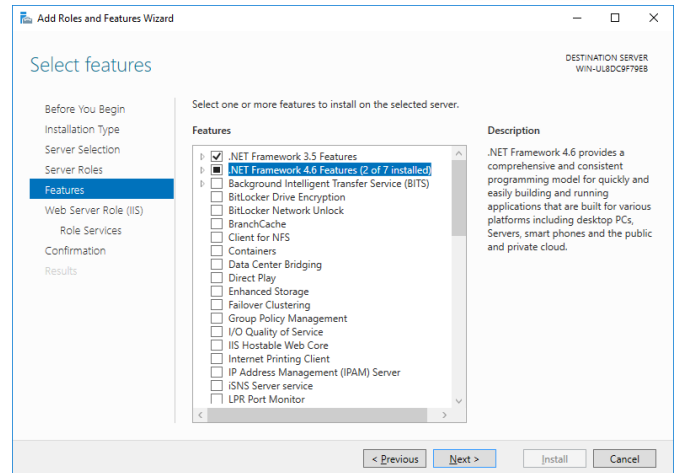 Add Roles and Features Wizard
Select features
DESTINATION SERVER
WIN-UL8DC9F79EB
Before You Begin
Installation Type
Server Selection
Server Roles
Features
Web Server Role (IIS)
Role Services
Confirmation
Results
Select one or more features to install on the selected server.
Features
.NET Framework 3.5 Features
.NET Framework 4.6 Features (2 of 7 installed)
Background Intelligent Transfer Service (BITS)
BitLocker Drive Encryption
BitLocker Network Unlock
BranchCache
Client for NFS
Containers
Data Center Bridging
Direct Play
Enhanced Storage
Failover Clustering
Group Policy Management
I/O Quality of Service
IIS Hostable Web Core
Internet Printing Client
IP Address Management (IPAM) Server
iSNS Server service
LPR Port Monitor
Description
.NET Framework 4.6 provides a
comprehensive and consistent
programming model for quickly and
easily building and running
applications that are built for various
platforms including desktop PCs,
Servers, smart phones and the public
and private cloud.
< Previous
Next >
Install
Cancel